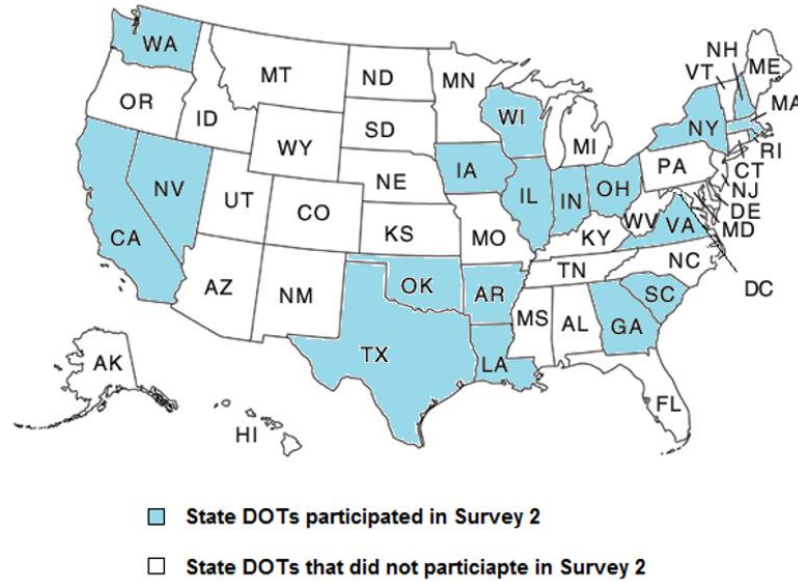 WA
MT
ND
MN
NH
ME
VT
OR
ID
SD
WI
NY
MA
WY
MI
RI
IA
PA
CT
NV
NE
NJ
UT
IL
IN
OH
DE
CA
CO
WV
VA
MD
KS
MO
KY
NC
DC
AZ
NM
OK
AR
TN
SC
MS
AL
GA
TX
LA
AK
FL
HI
State DOTs participated in Survey 2
State DOTs that did not particiapte in Survey 2